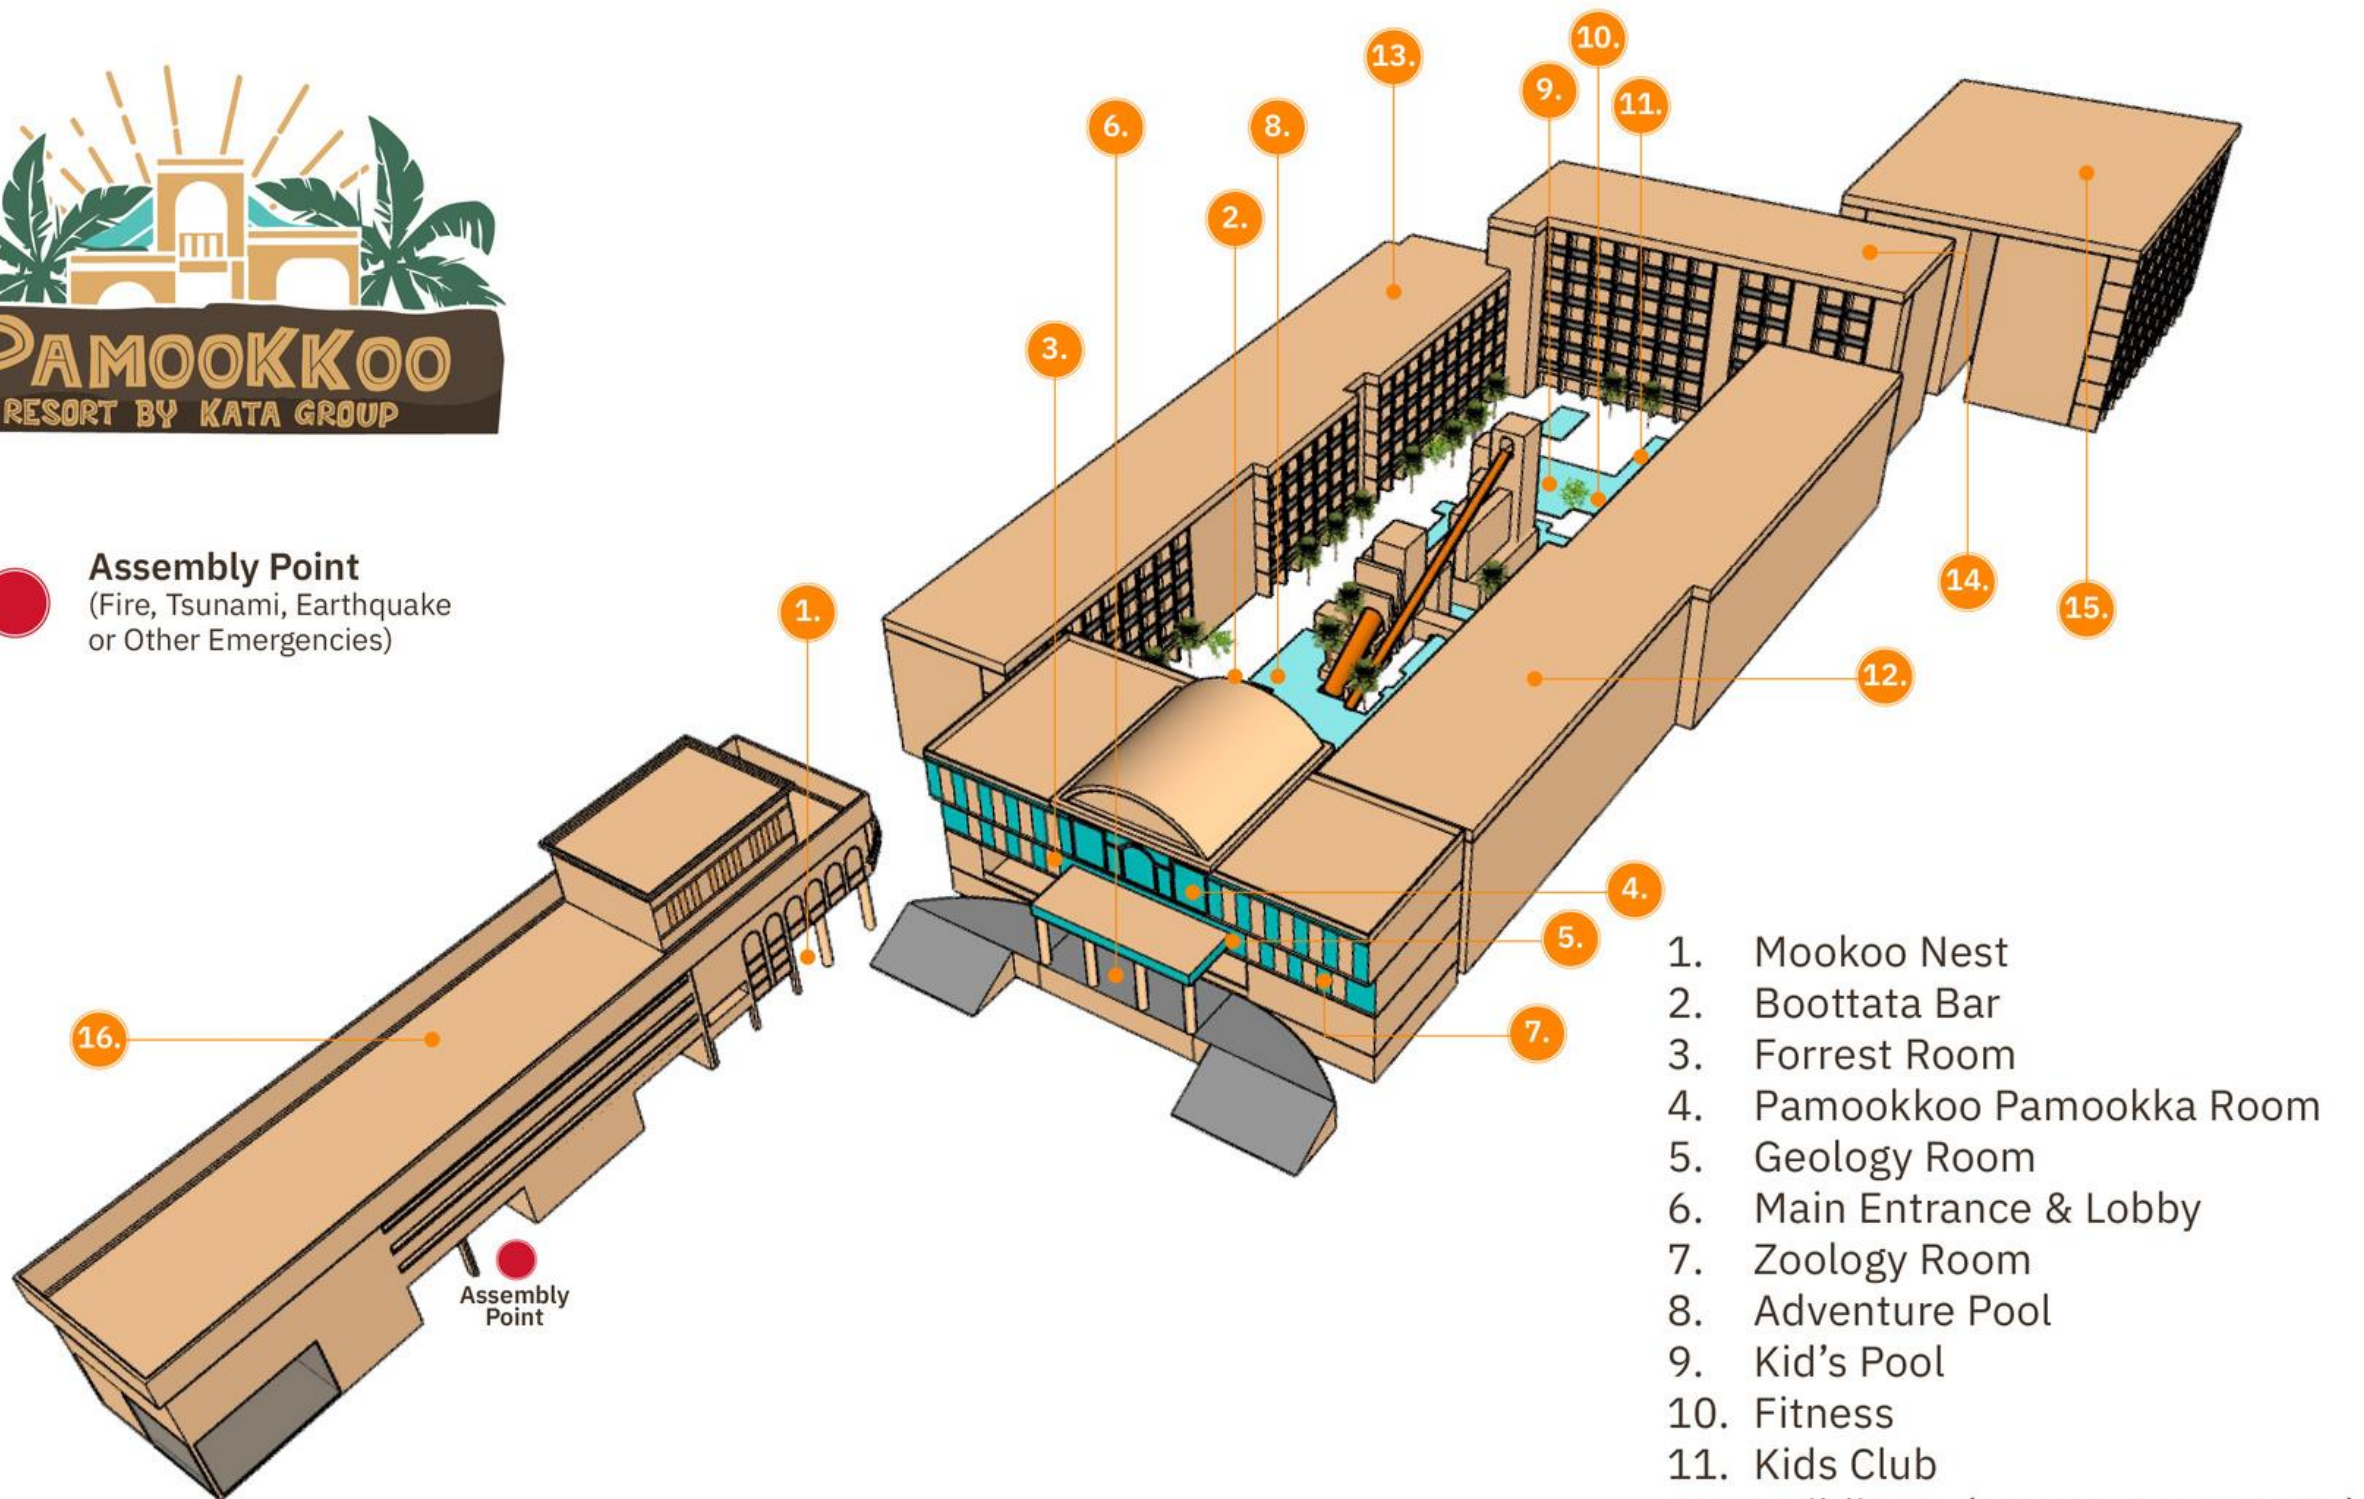 PAMOOKKOO
RESORT BY KATA GROUP
Assembly Point
(Fire, Tsunami, Earthquake
or Other Emergencies)
13.
10.
9.
11.
6.
8.
2.
3.
1.
14.
15.
12.
4.
5.
7.
16.
Assembly
Point
1. Mookoo Nest
2. Boottata Bar
3. Forrest Room
4. Pamookkoo Pamookka Room
5. Geology Room
6. Main Entrance & Lobby
7. Zoology Room
8. Adventure Pool
9. Kid's Pool
10. Fitness
11. Kids Club